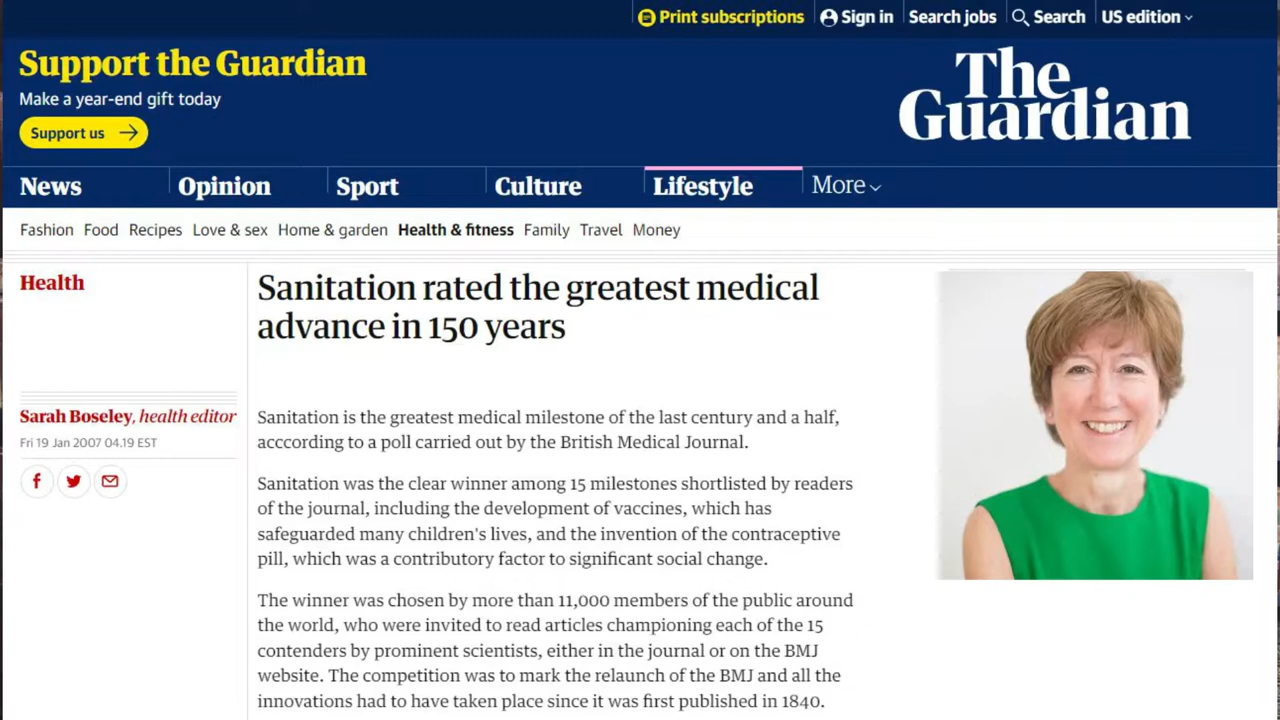 Print subscriptions
Sign in
Search jobs
Search
US edition
Support the Guardian
Make a year-end gift today
Support us
The
Guardian
News
Opinion
Sport
Culture
Lifestyle
More
Fashion
Food
Recipes
Love & sex
Home & garden
Health & fitness
Family
Travel
Money
Health
Sanitation rated the greatest medical
advance in 150 years
Sarah Boseley, health editor
Fri 19 Jan 2007 04.19 EST
Sanitation is the greatest medical milestone of the last century and a half,
acccording to a poll carried out by the British Medical Journal.
Sanitation was the clear winner among 15 milestones shortlisted by readers
of the journal, including the development of vaccines, which has
safeguarded many children's lives, and the invention of the contraceptive
pill, which was a contributory factor to significant social change.
The winner was chosen by more than 11,000 members of the public around
the world, who were invited to read articles championing each of the 15
contenders by prominent scientists, either in the journal or on the BMJ
website. The competition was to mark the relaunch of the BMJ and all the
innovations had to have taken place since it was first published in 1840.